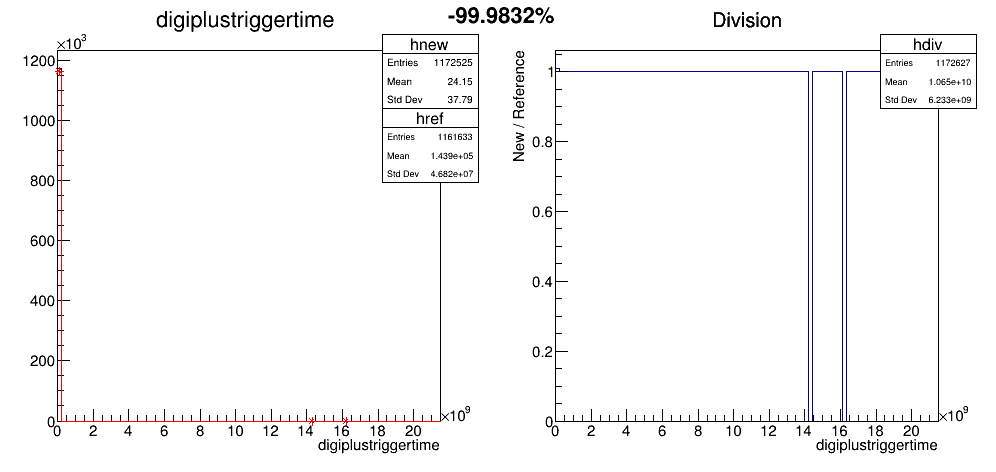 digiplustriggertime
-99.9832%
Division
×10³
hnew
Entries 1172525
Mean 24.15
Std Dev 37.79
href
Entries 1161633
Mean 1.439e+05
Std Dev 4.682e+07
1200
1000
800
600
400
200
0
0 2 4 6 8 10 12 14 16 18 20
×10⁹
digiplustriggertime
hdiv
Entries 1172627
Mean 1.065e+10
Std Dev 6.233e+09
New / Reference
1
0.8
0.6
0.4
0.2
0
0 2 4 6 8 10 12 14 16 18 20
×10⁹
digiplustriggertime